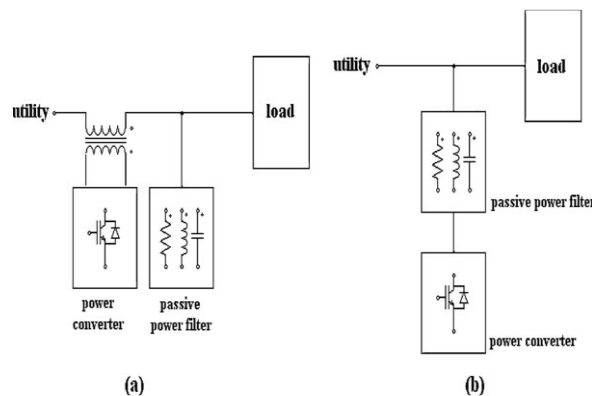 utility
load
power
converter
passive
power filter
(a)
utility
load
passive power filter
power converter
(b)